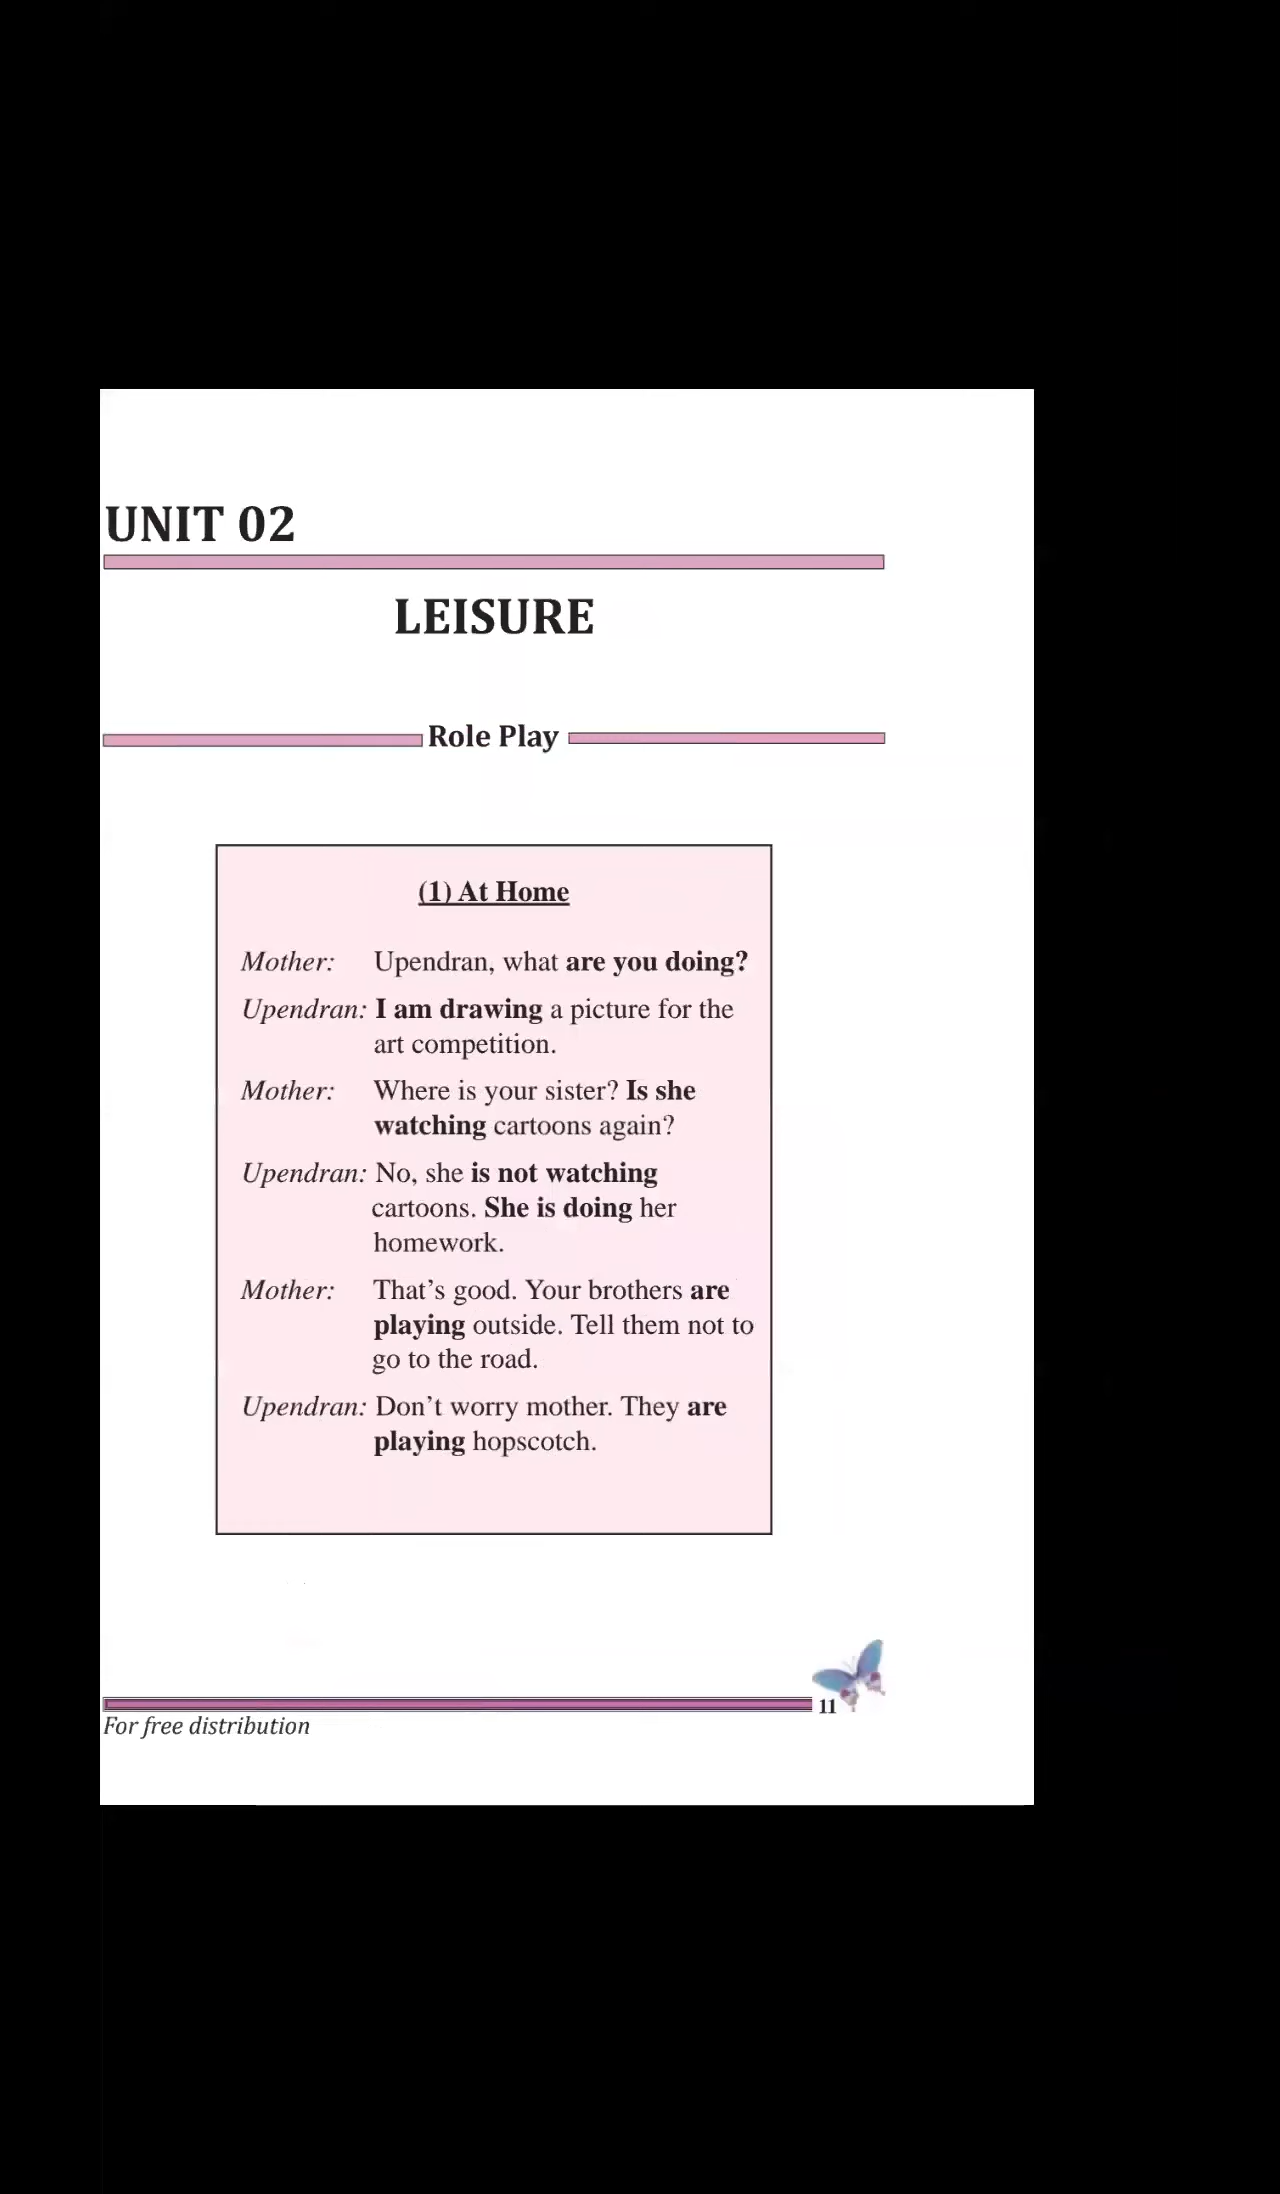 UNIT 02
LEISURE
Role Play
(1) At Home
Mother: Upendran, what are you doing?
Upendran: I am drawing a picture for the
art competition.
Mother: Where is your sister? Is she
watching cartoons again?
Upendran: No, she is not watching
cartoons. She is doing her
homework.
Mother: That’s good. Your brothers are
playing outside. Tell them not to
go to the road.
Upendran: Don’t worry mother. They are
playing hopscotch.
11
For free distribution